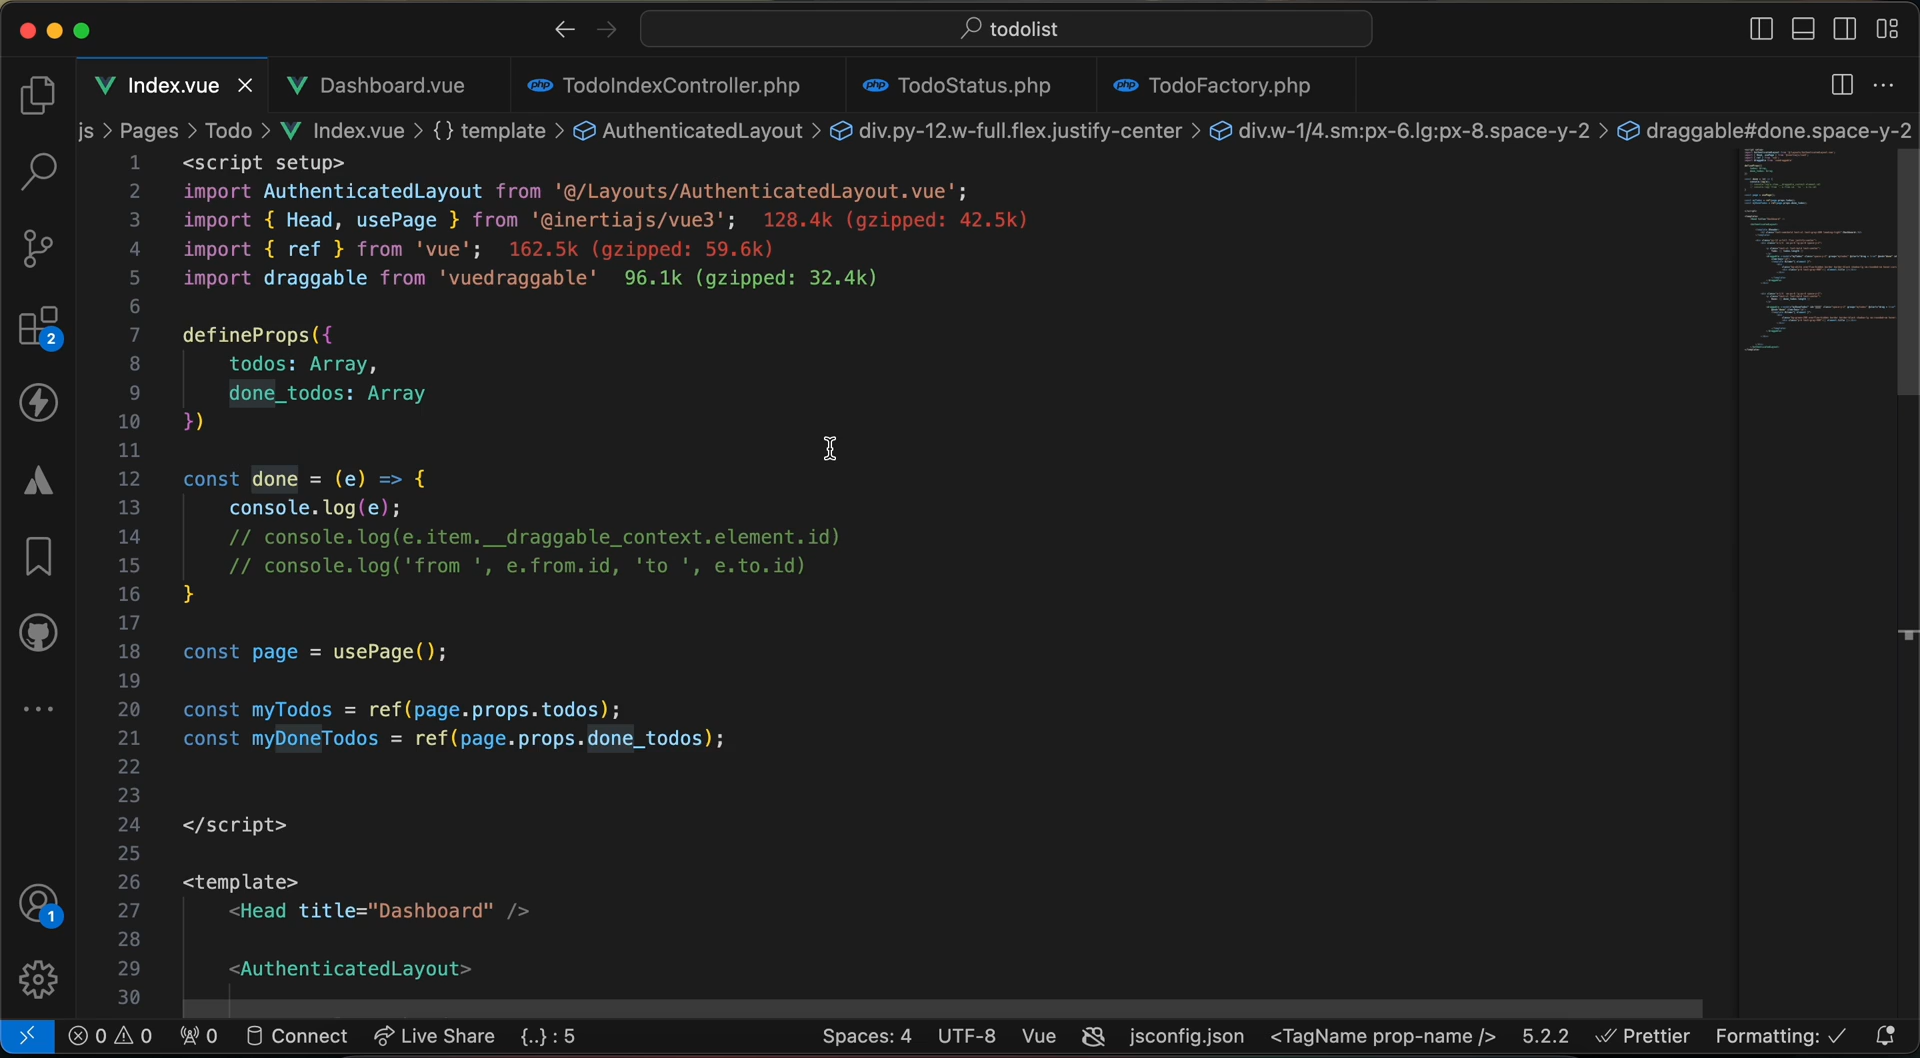 todolist
Index.vue
Dashboard.vue
TodoIndexController.php
TodoStatus.php
TodoFactory.php
js > Pages > Todo > Index.vue > {} template > AuthenticatedLayout > div.py-12.w-full.flex.justify-center > div.w-1/4.sm:px-6.lg:px-8.space-y-2 > draggable#done.space-y-2
1 <script setup>
2 import AuthenticatedLayout from '@/Layouts/AuthenticatedLayout.vue';
3 import { Head, usePage } from '@inertiajs/vue3'; 128.4k (gzipped: 42.5k)
4 import { ref } from 'vue'; 162.5k (gzipped: 59.6k)
5 import draggable from 'vuedraggable' 96.1k (gzipped: 32.4k)
6
7 defineProps({
8 todos: Array,
9 done_todos: Array
10 })
11
12 const done = (e) => {
13 console.log(e);
14 // console.log(e.item.__draggable_context.element.id)
15 // console.log('from ', e.from.id, 'to ', e.to.id)
16 }
17
18 const page = usePage();
19
20 const myTodos = ref(page.props.todos);
21 const myDoneTodos = ref(page.props.done_todos);
22
23
24 </script>
25
26 <template>
27 <Head title="Dashboard" />
28
29 <AuthenticatedLayout>
30
2
1
0 0 0 Connect Live Share {..} : 5 Spaces: 4 UTF-8 Vue jsconfig.json <TagName prop-name /> 5.2.2 Prettier Formatting: ✓